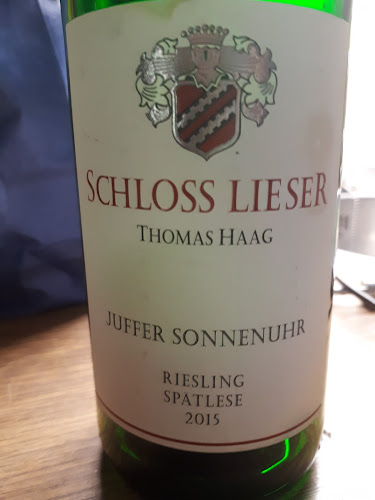 SCHLOSS LIESER
THOMAS HAAG
JUFFER SONNENUHR
RIESLING
SPÄTLESE
2015